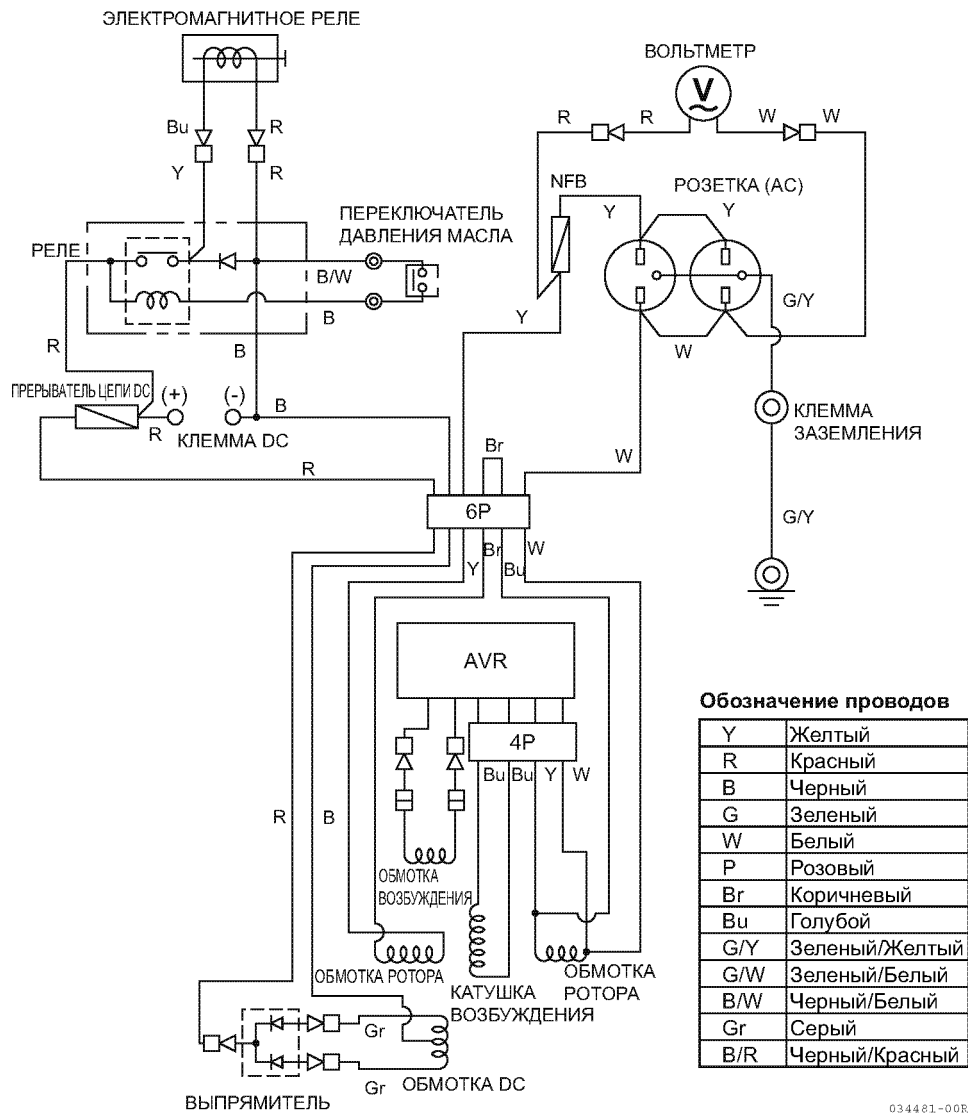 ЭЛЕКТРОМАГНИТНОЕ РЕЛЕ
ВОЛЬТМЕТР
V
Bu
R
Y
R
R
R
W
W
NFB
РОЗЕТКА (AC)
Y
Y
ПЕРЕКЛЮЧАТЕЛЬ
ДАВЛЕНИЯ МАСЛА
РЕЛЕ
B/W
B
G/Y
Y
W
R
B
ПРЕРЫВАТЕЛЬ ЦЕПИ DC
(+)
(-)
R
КЛЕММА DC
B
КЛЕММА
ЗАЗЕМЛЕНИЯ
Br
W
R
6P
G/Y
Y
Br
Bu
W
AVR
4P
Bu
Bu
Y
W
R
B
ОБМОТКА
ВОЗБУЖДЕНИЯ
ОБМОТКА РОТОРА
КАТУШКА
ВОЗБУЖДЕНИЯ
ОБМОТКА
РОТОРА
Gr
Gr
ОБМОТКА DC
ВЫПРЯМИТЕЛЬ
Обозначение проводов
Y Желтый
R Красный
B Черный
G Зеленый
W Белый
P Розовый
Br Коричневый
Bu Голубой
G/Y Зеленый/Желтый
G/W Зеленый/Белый
B/W Черный/Белый
Gr Серый
B/R Черный/Красный
034481-00R